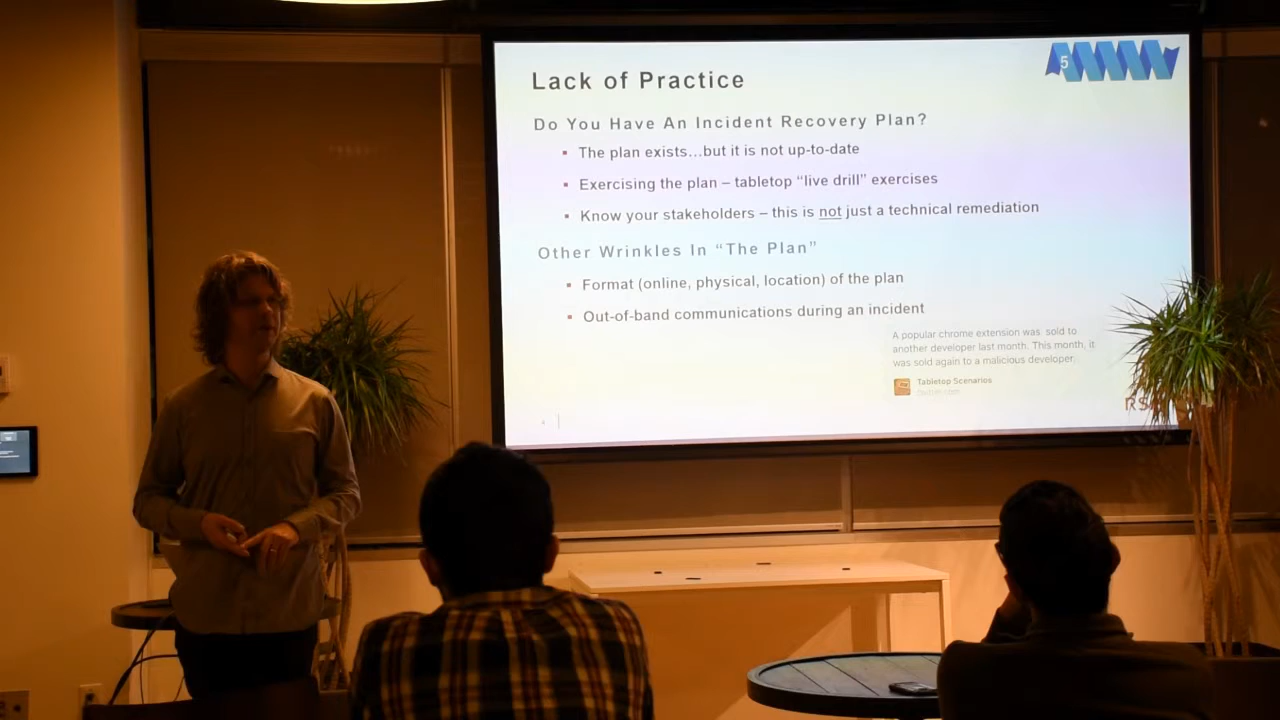 5
Lack of Practice
Do You Have An Incident Recovery Plan?
▪ The plan exists...but it is not up-to-date
▪ Exercising the plan – tabletop “live drill” exercises
▪ Know your stakeholders – this is not just a technical remediation
Other Wrinkles In “The Plan”
▪ Format (online, physical, location) of the plan
▪ Out-of-band communications during an incident
A popular chrome extension was sold to
another developer last month. This month, it
was sold again to a malicious developer.
Tabletop Scenarios
RS